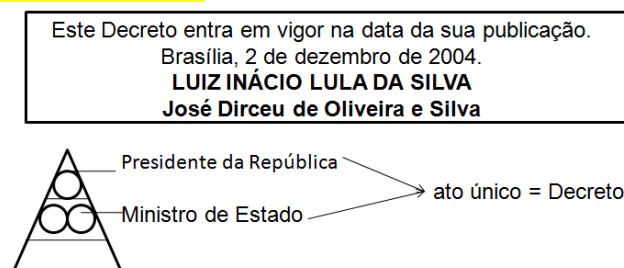 Este Decreto entra em vigor na data da sua publicação.
Brasília, 2 de dezembro de 2004.
LUIZ INÁCIO LULA DA SILVA
José Dirceu de Oliveira e Silva
Presidente da República
ato único = Decreto
Ministro de Estado